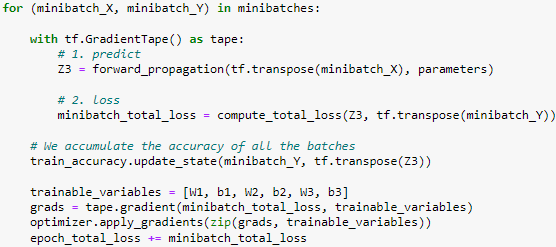 for (minibatch_X, minibatch_Y) in minibatches:
with tf.GradientTape() as tape:
# 1. predict
Z3 = forward_propagation(tf.transpose(minibatch_X), parameters)
# 2. loss
minibatch_total_loss = compute_total_loss(Z3, tf.transpose(minibatch_Y))
# We accumulate the accuracy of all the batches
train_accuracy.update_state(minibatch_Y, tf.transpose(Z3))
trainable_variables = [W1, b1, W2, b2, W3, b3]
grads = tape.gradient(minibatch_total_loss, trainable_variables)
optimizer.apply_gradients(zip(grads, trainable_variables))
epoch_total_loss += minibatch_total_loss